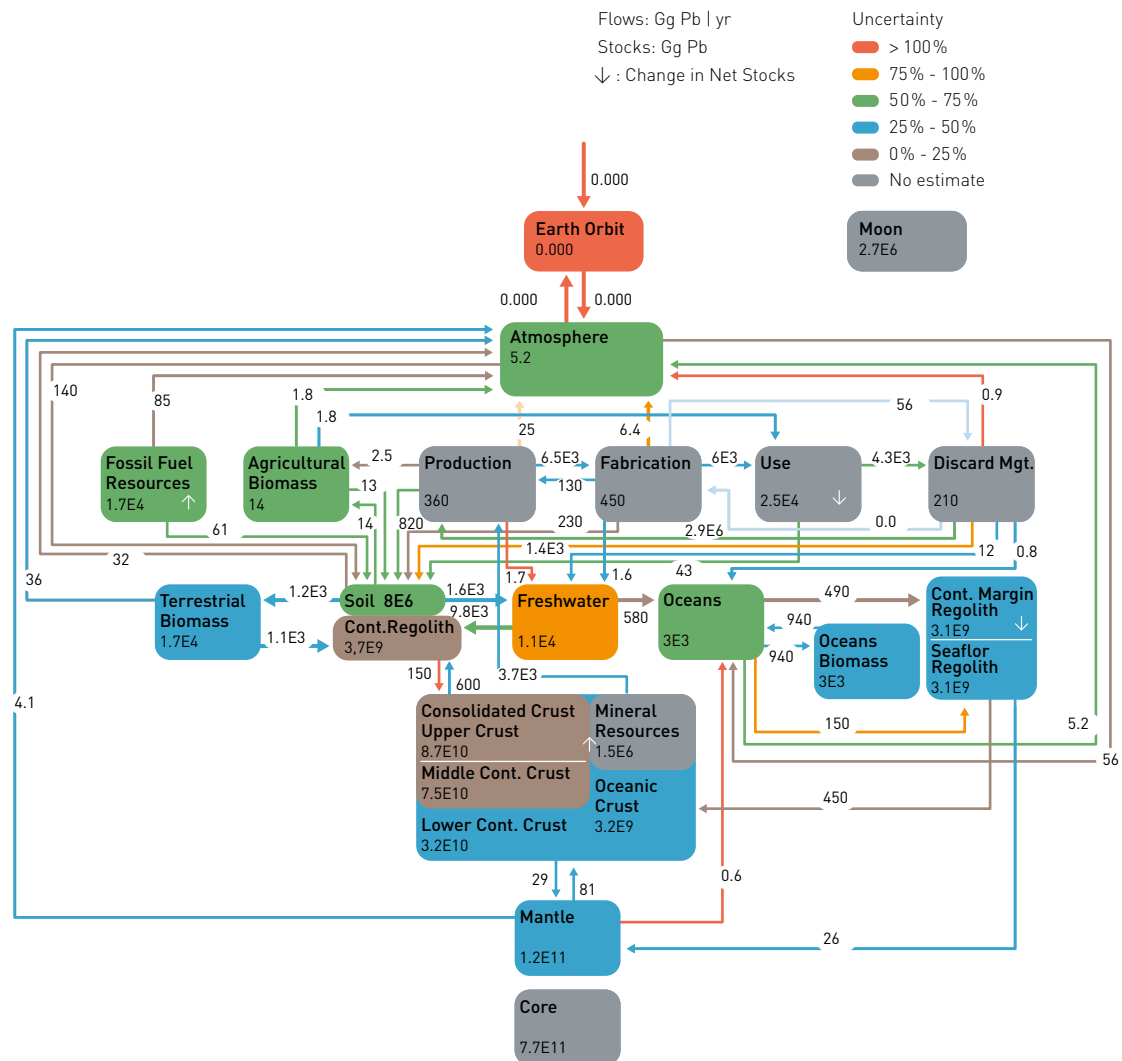 Flows: Gg Pb | yr
Stocks: Gg Pb
↓ : Change in Net Stocks
Uncertainty
> 100%
75% - 100%
50% - 75%
25% - 50%
0% - 25%
No estimate
0.000
Earth Orbit
0.000
Moon
2.7E6
0.000
0.000
Atmosphere
5.2
140
85
1.8
1.8
25
6.4
56
0.9
Fossil Fuel
Resources
1.7E4
Agricultural
Biomass
14
2.5
Production
360
6.5E3
130
Fabrication
450
6E3
Use
2.5E4
4.3E3
Discard Mgt.
210
13
14
820
230
2.9E6
0.0
61
32
36
1.4E3
12
0.8
43
1.7
1.6
Terrestrial
Biomass
1.7E4
1.2E3
1.1E3
Soil 8E6
Cont.Regolith
3,7E9
1.6E3
9.8E3
Freshwater
1.1E4
580
Oceans
3E3
490
940
940
Oceans
Biomass
3E3
Cont. Margin
Regolith
3.1E9
Seaflor
Regolith
3.1E9
150
600
3.7E3
4.1
150
5.2
56
Consolidated Crust
Upper Crust
8.7E10
Middle Cont. Crust
7.5E10
Lower Cont. Crust
3.2E10
Mineral
Resources
1.5E6
Oceanic
Crust
3.2E9
450
29
81
0.6
Mantle
1.2E11
26
Core
7.7E11